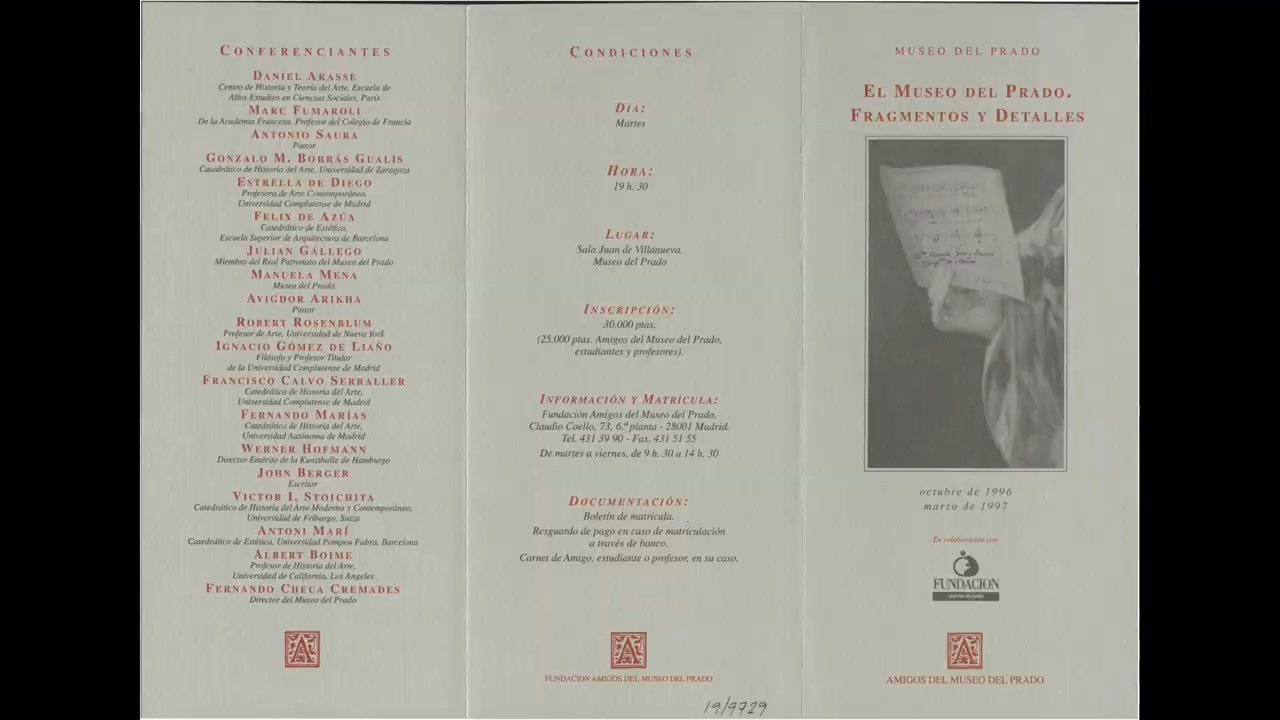 CONFERENCIANTES
DANIEL ARASSE
Centro de Historia y Teoría del Arte, Escuela de
Altos Estudios en Ciencias Sociales, París
MARC FUMAROLI
De la Academia Francesa, Profesor del Colegio de Francia
ANTONIO SAURA
Pintor
GONZALO M. BORRÁS GUALÍS
Catedrático de Historia del Arte, Universidad de Zaragoza
ESTRELLA DE DIEGO
Profesora de Arte Contemporáneo,
Universidad Complutense de Madrid
FELIX DE AZÚA
Catedrático de Estética,
Escuela Superior de Arquitectura de Barcelona
JULIAN GÁLLEGO
Miembro del Real Patronato del Museo del Prado
MANUELA MENA
Museo del Prado
AVIGDOR ARIKHA
Pintor
ROBERT ROSENBLUM
Profesor de Arte, Universidad de Nueva York
IGNACIO GÓMEZ DE LIAÑO
Filósofo y Profesor Titular
de la Universidad Complutense de Madrid
FRANCISCO CALVO SERRALLER
Catedrático de Historia del Arte,
Universidad Complutense de Madrid
FERNANDO MARÍAS
Catedrático de Historia del Arte,
Universidad Autónoma de Madrid
WERNER HOFMANN
Director Emérito de la Kunsthalle de Hamburgo
JOHN BERGER
Escritor
VICTOR I. STOICHITA
Catedrático de Historia del Arte Moderno y Contemporáneo,
Universidad de Friburgo, Suiza
ANTONI MARÍ
Catedrático de Estética, Universidad Pompeu Fabra, Barcelona
ALBERT BOIME
Profesor de Historia del Arte,
Universidad de California, Los Angeles
FERNANDO CHECA CREMADES
Director del Museo del Prado
A
CONDICIONES
DIA:
Martes
HORA:
19 h. 30
LUGAR:
Sala Juan de Villanueva.
Museo del Prado
INSCRIPCIÓN:
30.000 ptas.
(25.000 ptas. Amigos del Museo del Prado,
estudiantes y profesores).
INFORMACIÓN Y MATRÍCULA:
Fundación Amigos del Museo del Prado.
Claudio Coello, 73, 6.ª planta - 28001 Madrid.
Tel. 431 39 90 - Fax. 431 51 55
De martes a viernes, de 9 h. 30 a 14 h. 30
DOCUMENTACIÓN:
Boletín de matrícula.
Resguardo de pago en caso de matriculación
a través de banco.
Carnet de Amigo, estudiante o profesor, en su caso.
A
FUNDACION AMIGOS DEL MUSEO DEL PRADO
19/9729
MUSEO DEL PRADO
EL MUSEO DEL PRADO.
FRAGMENTOS Y DETALLES
octubre de 1996
marzo de 1997
En colaboración con
FUNDACION
A
AMIGOS DEL MUSEO DEL PRADO